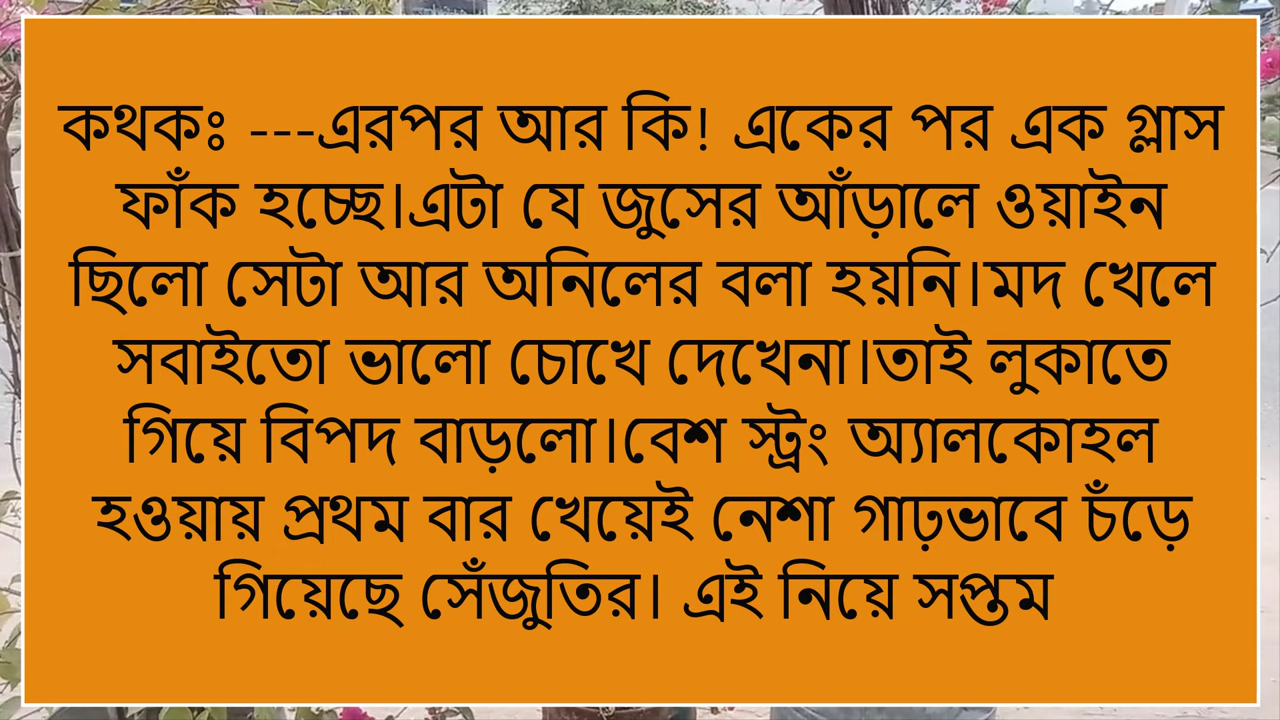 কথকঃ ---এরপর আর কি! একের পর এক গ্লাস
ফাঁক হচ্ছে।এটা যে জুসের আঁড়ালে ওয়াইন
ছিলো সেটা আর অনিলের বলা হয়নি।মদ খেলে
সবাইতো ভালো চোখে দেখেনা।তাই লুকাতে
গিয়ে বিপদ বাড়লো।বেশ স্ট্রং অ্যালকোহল
হওয়ায় প্রথম বার খেয়েই নেশা গাঢ়ভাবে চঁড়ে
গিয়েছে সেঁজুতির। এই নিয়ে সপ্তম